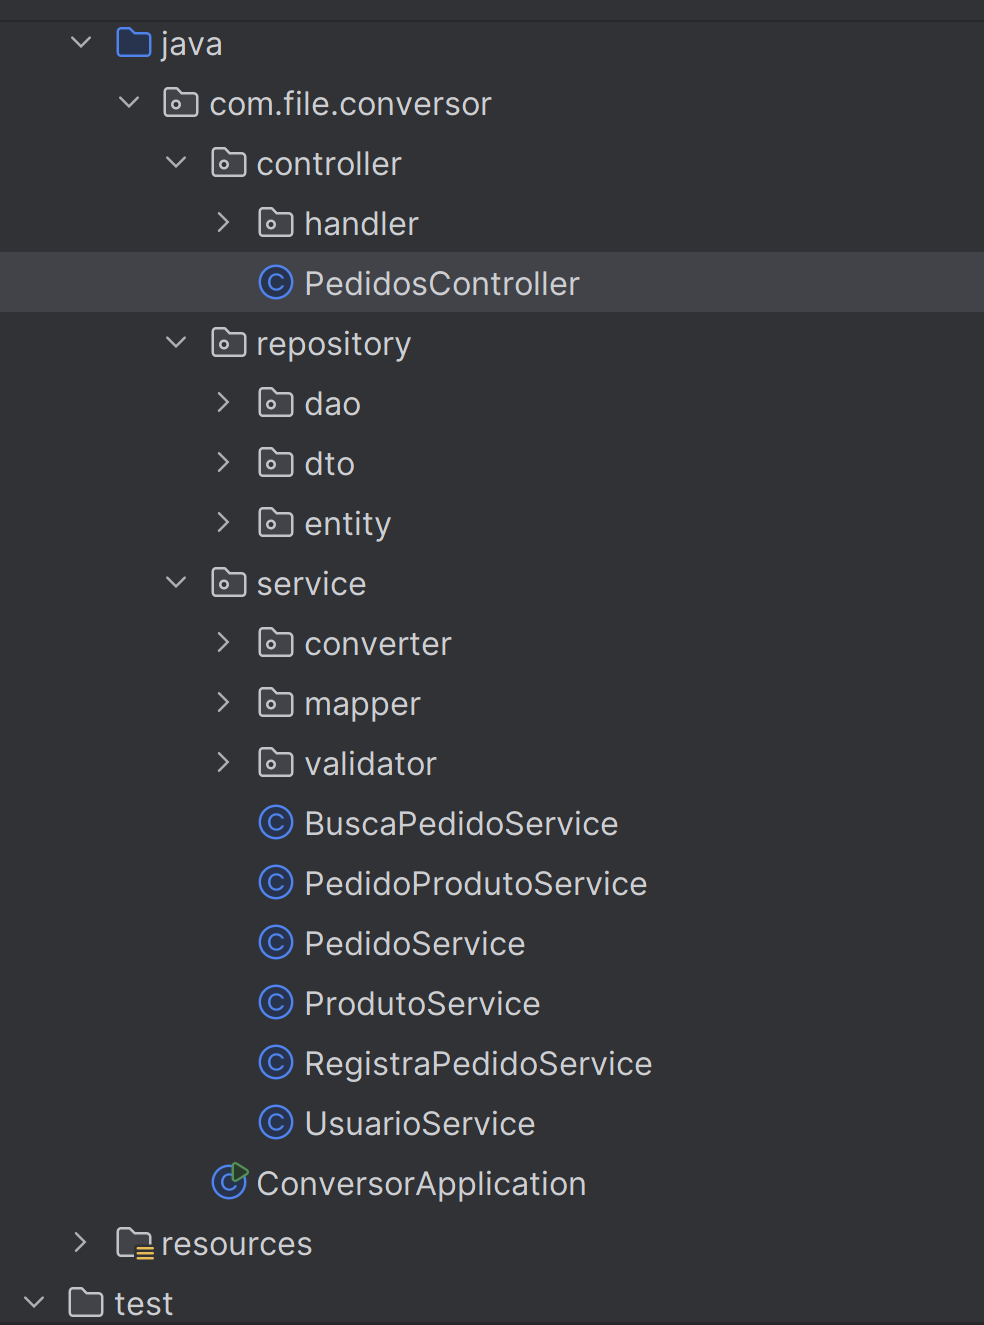 java
com.file.conversor
controller
handler
PedidosController
repository
dao
dto
entity
service
converter
mapper
validator
BuscaPedidoService
PedidoProdutoService
PedidoService
ProdutoService
RegistraPedidoService
UsuarioService
ConversorApplication
resources
test